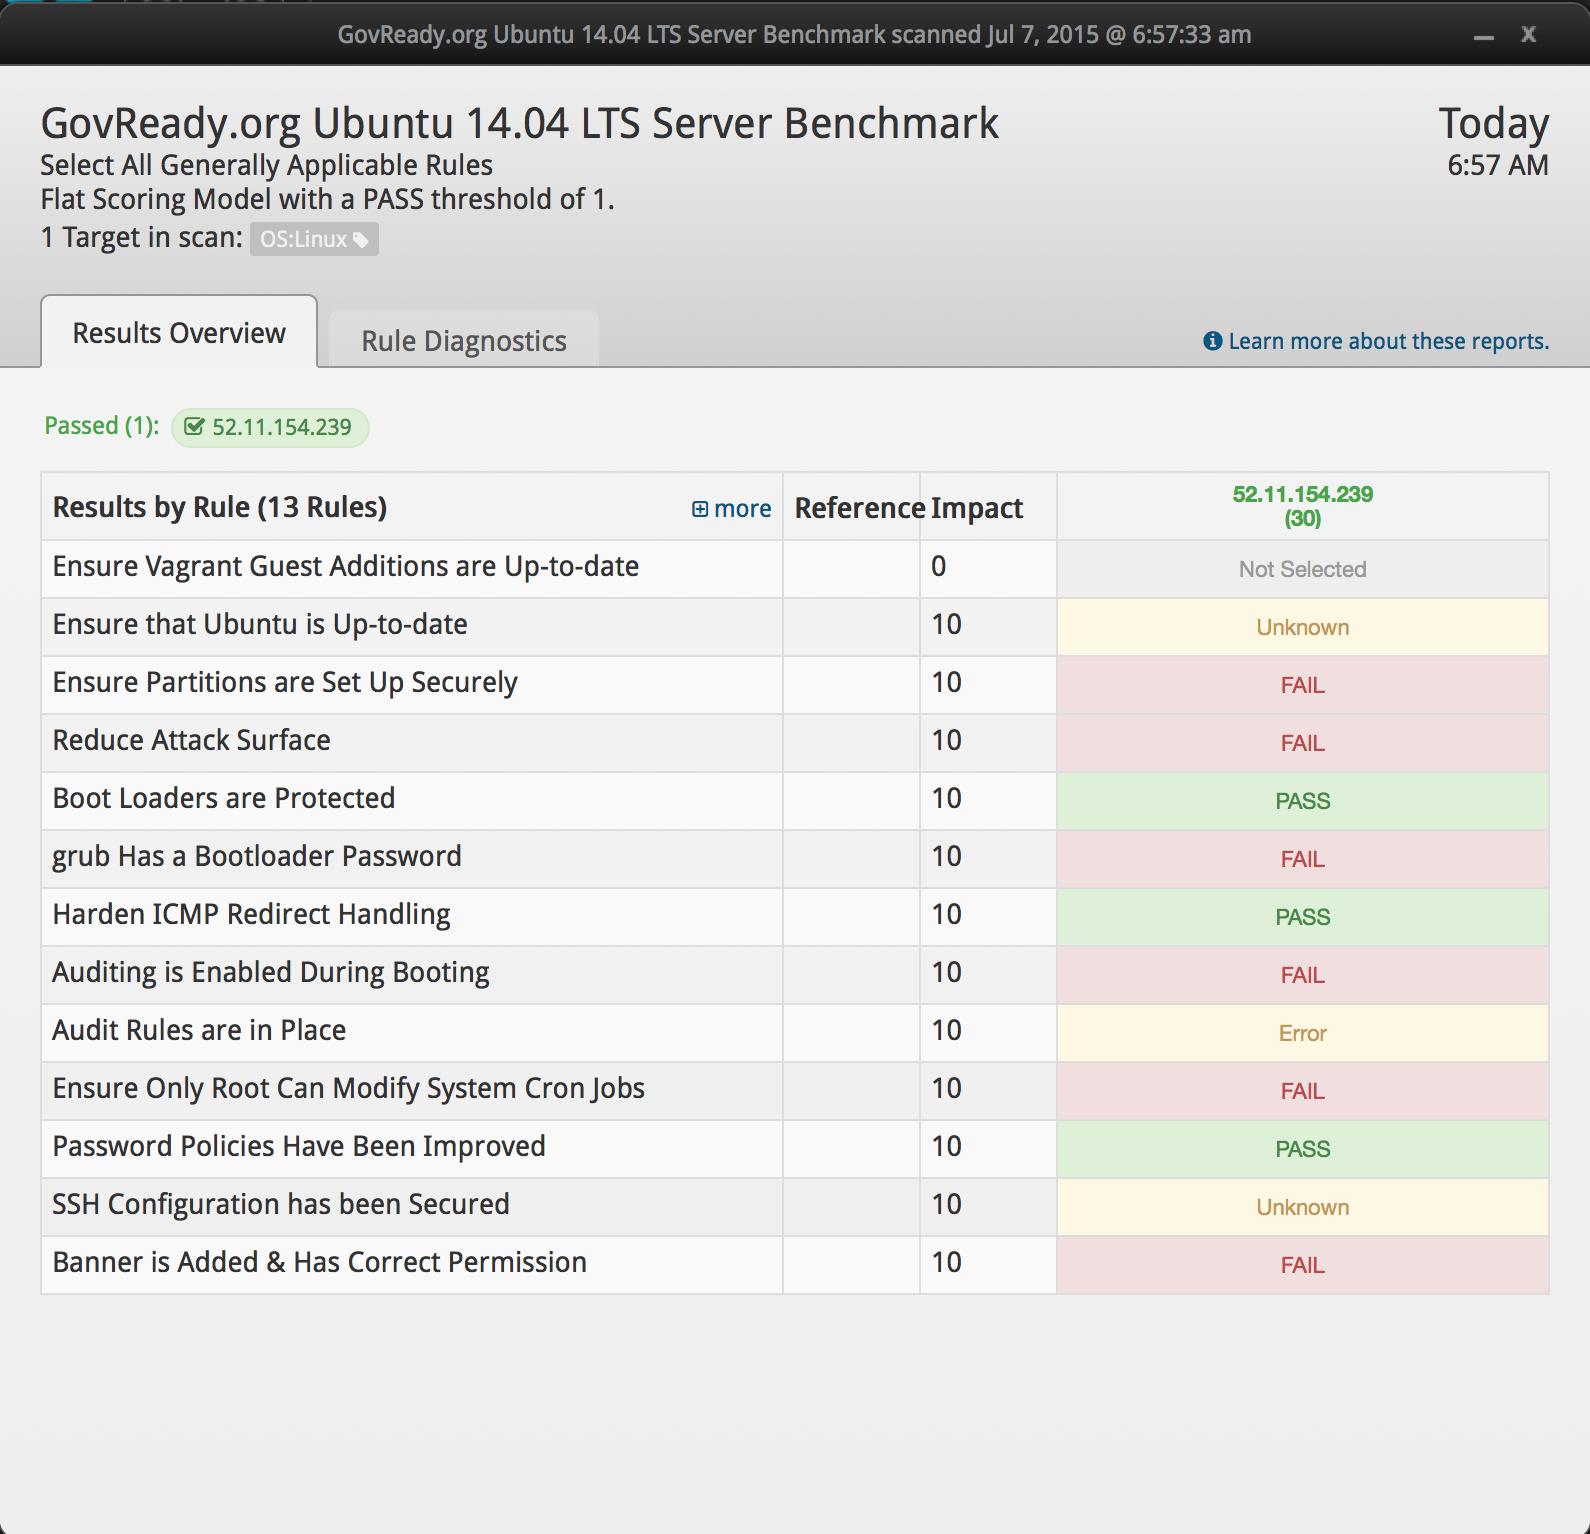 GovReady.org Ubuntu 14.04 LTS Server Benchmark scanned Jul 7, 2015 @ 6:57:33 am
X
GovReady.org Ubuntu 14.04 LTS Server Benchmark
Today
Select All Generally Applicable Rules
6:57 AM
Flat Scoring Model with a PASS threshold of 1.
1 Target in scan: OS:Linux
Results Overview
Rule Diagnostics
Learn more about these reports.
Passed (1): 52.11.154.239
Results by Rule (13 Rules) more Reference Impact 52.11.154.239
(30)
Ensure Vagrant Guest Additions are Up-to-date 0 Not Selected
Ensure that Ubuntu is Up-to-date 10 Unknown
Ensure Partitions are Set Up Securely 10 FAIL
Reduce Attack Surface 10 FAIL
Boot Loaders are Protected 10 PASS
grub Has a Bootloader Password 10 FAIL
Harden ICMP Redirect Handling 10 PASS
Auditing is Enabled During Booting 10 FAIL
Audit Rules are in Place 10 Error
Ensure Only Root Can Modify System Cron Jobs 10 FAIL
Password Policies Have Been Improved 10 PASS
SSH Configuration has been Secured 10 Unknown
Banner is Added & Has Correct Permission 10 FAIL